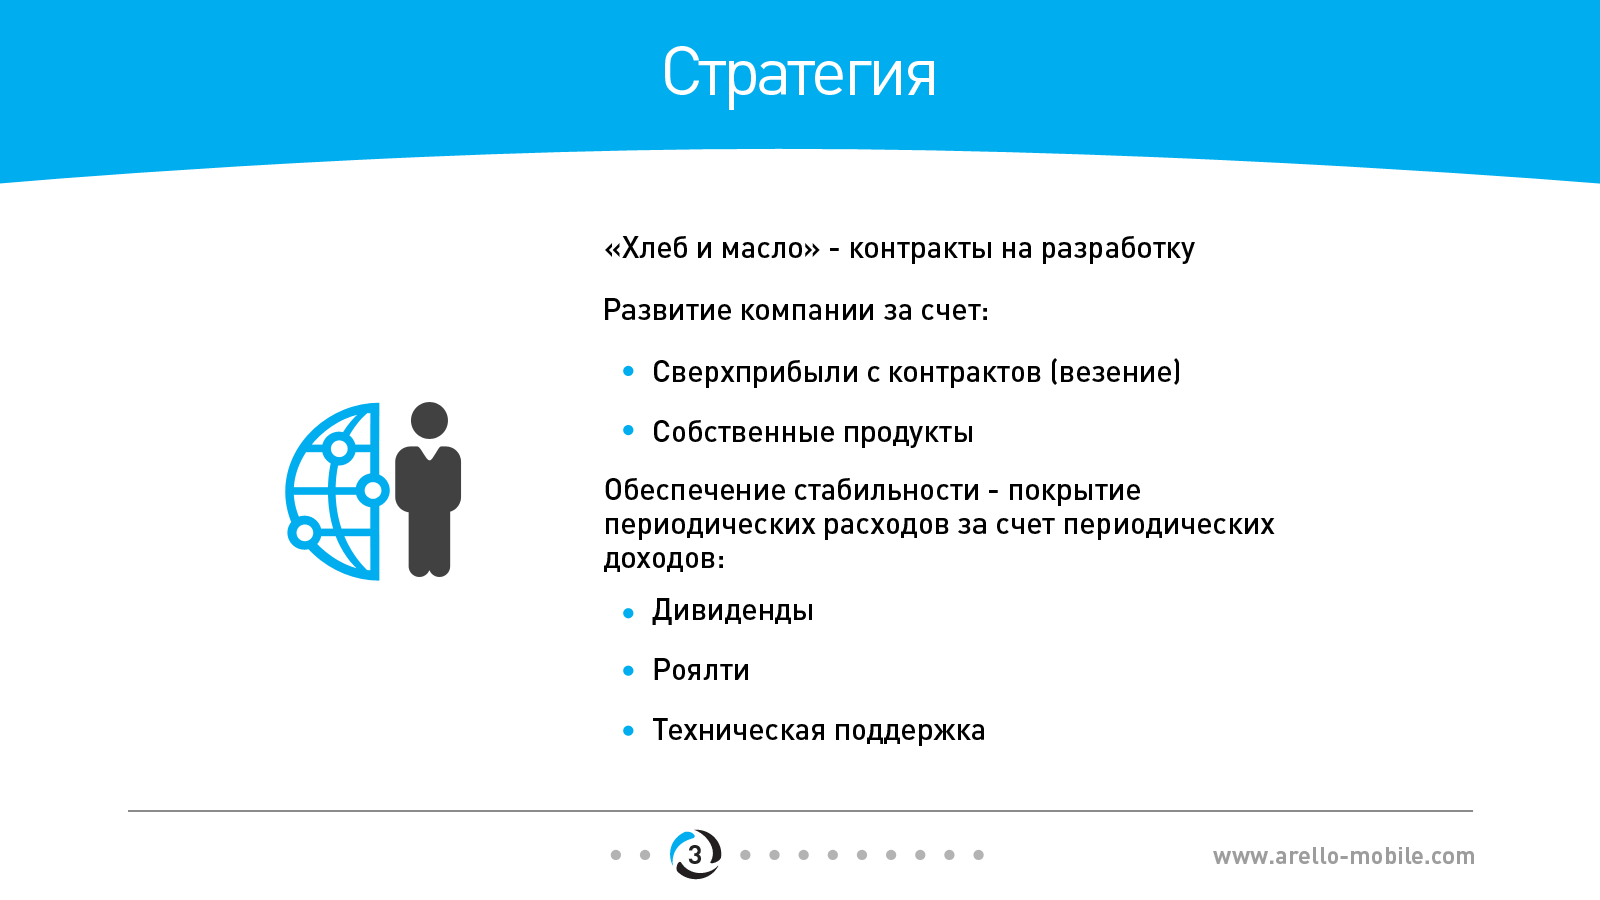 Стратегия
«Хлеб и масло» - контракты на разработку
Развитие компании за счет:
• Сверхприбыли с контрактов (везение)
• Собственные продукты
Обеспечение стабильности - покрытие
периодических расходов за счет периодических
доходов:
• Дивиденды
• Роялти
• Техническая поддержка
3
www.arello-mobile.com